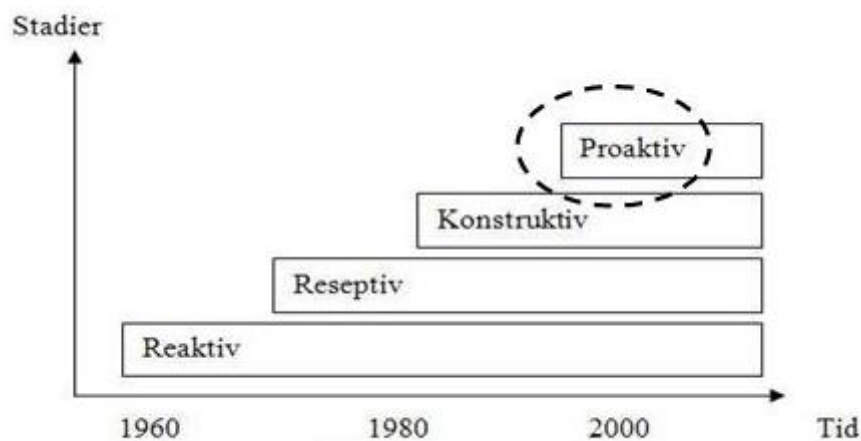 Stadier
Proaktiv
Konstruktiv
Reseptiv
Reaktiv
1960 1980 2000 Tid